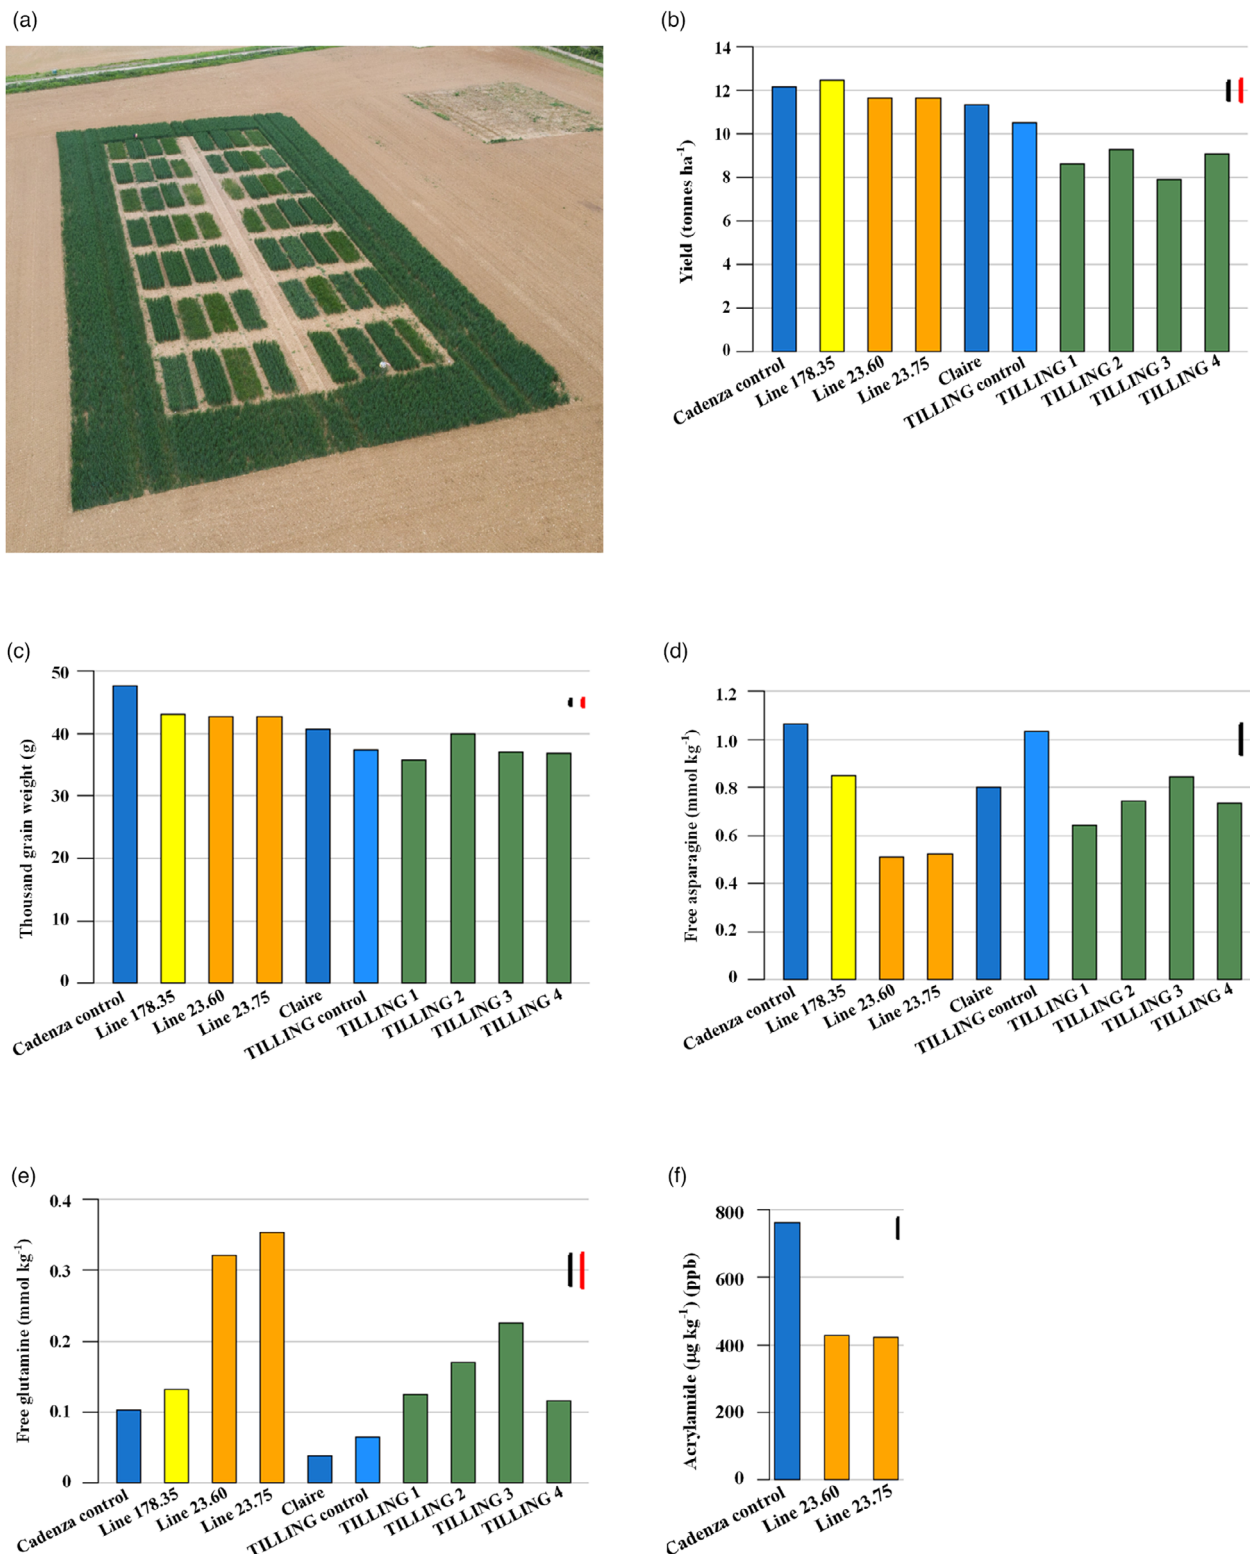 (a)
(b)
Yield (tonnes ha⁻¹)
14
12
10
8
6
4
2
0
Cadenza control
Line 178.35
Line 23.60
Line 23.75
Claire
TILLING control
TILLING 1
TILLING 2
TILLING 3
TILLING 4
(c)
Thousand grain weight (g)
50
40
30
20
10
0
Cadenza control
Line 178.35
Line 23.60
Line 23.75
Claire
TILLING control
TILLING 1
TILLING 2
TILLING 3
TILLING 4
(d)
Free asparagine (mmol kg⁻¹)
1.2
1.0
0.8
0.6
0.4
0.2
0
Cadenza control
Line 178.35
Line 23.60
Line 23.75
Claire
TILLING control
TILLING 1
TILLING 2
TILLING 3
TILLING 4
(e)
Free glutamine (mmol kg⁻¹)
0.4
0.3
0.2
0.1
0
Cadenza control
Line 178.35
Line 23.60
Line 23.75
Claire
TILLING control
TILLING 1
TILLING 2
TILLING 3
TILLING 4
(f)
Acrylamide (µg kg⁻¹) (ppb)
800
600
400
200
0
Cadenza control
Line 23.60
Line 23.75